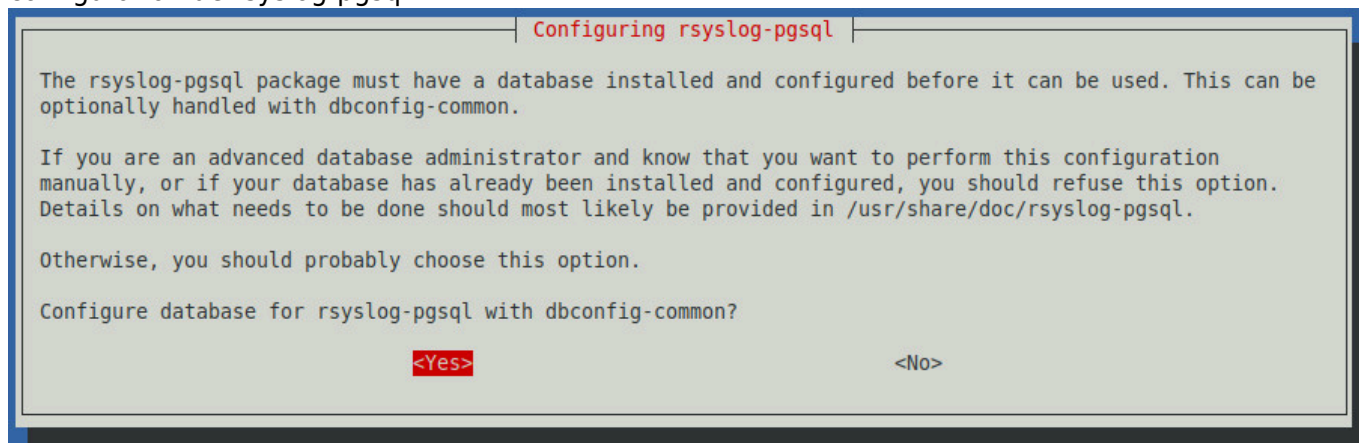 Configuring rsyslog-pgsql
The rsyslog-pgsql package must have a database installed and configured before it can be used. This can be
optionally handled with dbconfig-common.
If you are an advanced database administrator and know that you want to perform this configuration
manually, or if your database has already been installed and configured, you should refuse this option.
Details on what needs to be done should most likely be provided in /usr/share/doc/rsyslog-pgsql.
Otherwise, you should probably choose this option.
Configure database for rsyslog-pgsql with dbconfig-common?
<Yes> <No>